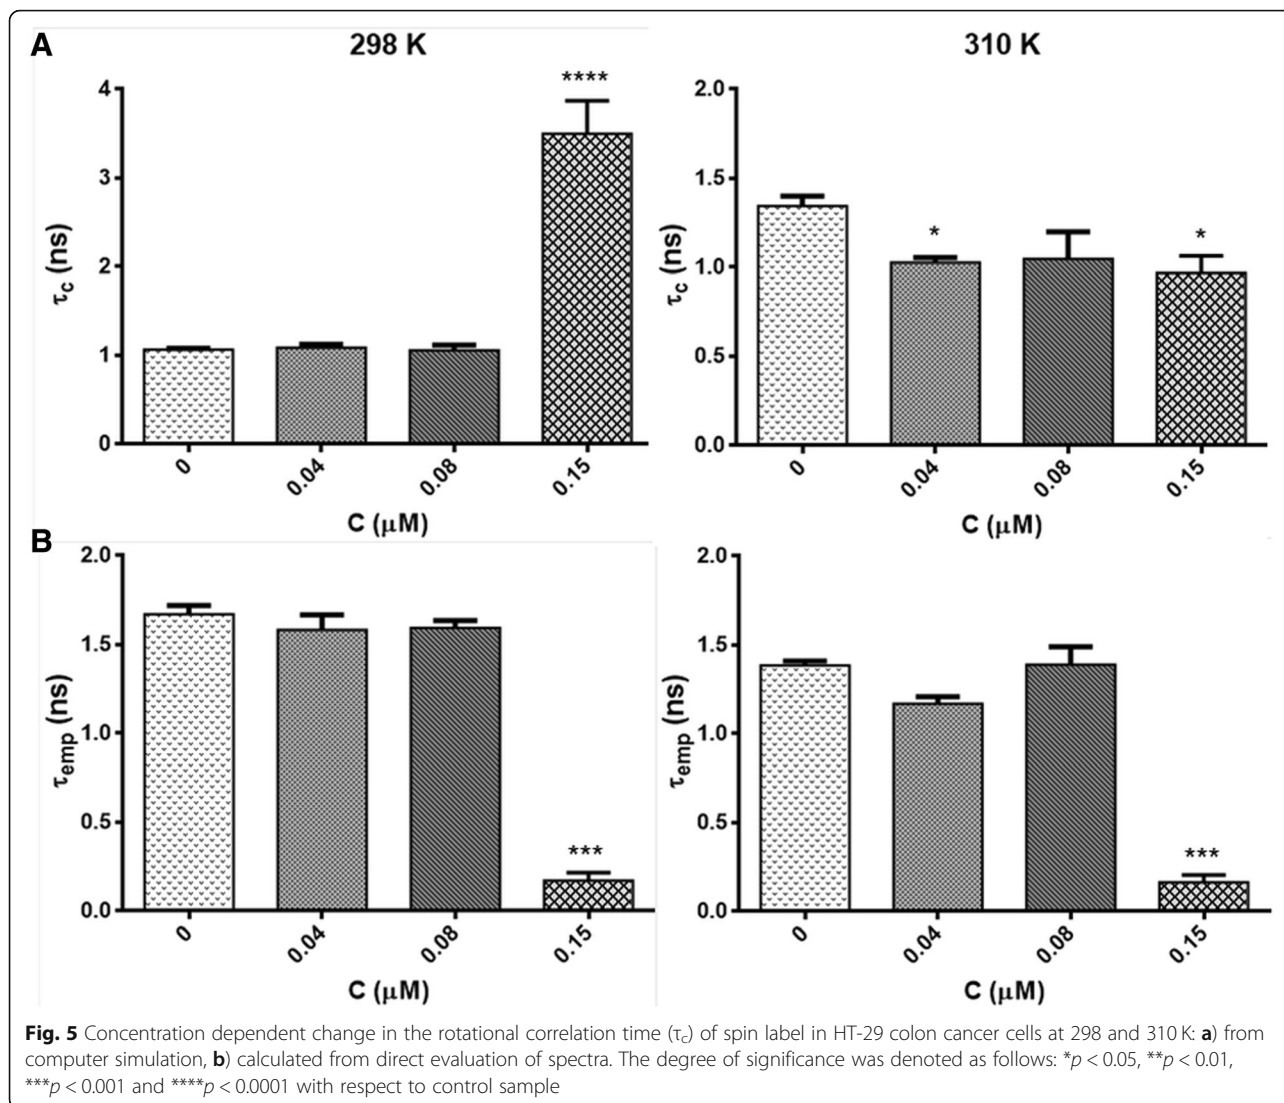 A
298 K
310 K
4
3
2
1
0
τc (ns)
****
0
0.04
0.08
0.15
C (μM)
2.0
1.5
1.0
0.5
0.0
τc (ns)
*
*
0
0.04
0.08
0.15
C (μM)
B
2.0
1.5
1.0
0.5
0.0
τemp (ns)
***
0
0.04
0.08
0.15
C (μM)
2.0
1.5
1.0
0.5
0.0
τemp (ns)
***
0
0.04
0.08
0.15
C (μM)
Fig. 5 Concentration dependent change in the rotational correlation time (τc) of spin label in HT-29 colon cancer cells at 298 and 310 K: a) from
computer simulation, b) calculated from direct evaluation of spectra. The degree of significance was denoted as follows: *p < 0.05, **p < 0.01,
***p < 0.001 and ****p < 0.0001 with respect to control sample